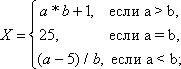 a * b + 1, если a > b,
X = 25, если a = b,
(a − 5) / b, если a < b;